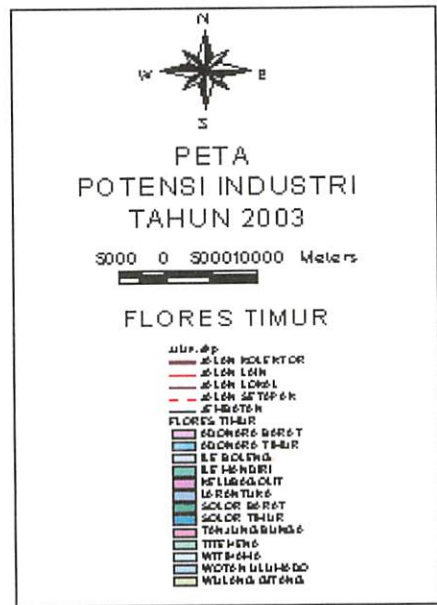 N
W E
S
PETA
POTENSI INDUSTRI
TAHUN 2003
5000 0 500010000 Meters
FLORES TIMUR
JALAN KOLEKTOR
JALAN LAIN
JALAN LOKAL
JALAN SETAPAK
JEMBATAN
FLORES TIMUR
ADONARA BARAT
ADONARA TIMUR
ILE BOLENG
ILE MANDIRI
KELUBAGOLIT
LARANTUKA
SOLOR BARAT
SOLOR TIMUR
TANJUNG BUNGA
TITEHENA
WITIHAMA
WOTAN ULUMADO
WULANG GITANG